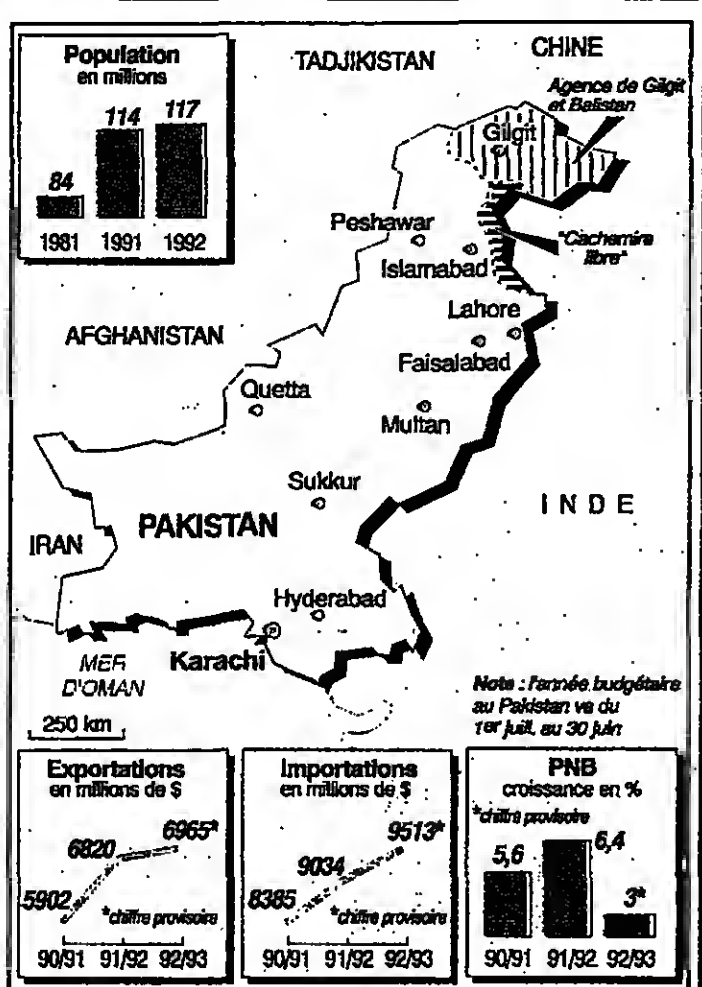 Population
en millions
84
114
117
1981 1991 1992
TADJIKISTAN
CHINE
Agence de Gilgit
et Balistan
Gilgit
Peshawar
Islamabad
"Cachemire
libre"
Lahore
AFGHANISTAN
Faisalabad
Quetta
Multan
Sukkur
INDE
PAKISTAN
IRAN
Hyderabad
Karachi
MER
D'OMAN
Note : l'année budgétaire
au Pakistan va du
1er juil. au 30 juin
250 km
Exportations
en millions de $
5902
6820
6965*
*chiffre provisoire
90/91 91/92 92/93
Importations
en millions de $
8385
9034
9513*
*chiffre provisoire
90/91 91/92 92/93
PNB
croissance en %
*chiffre provisoire
5,6
6,4
3*
90/91 91/92 92/93